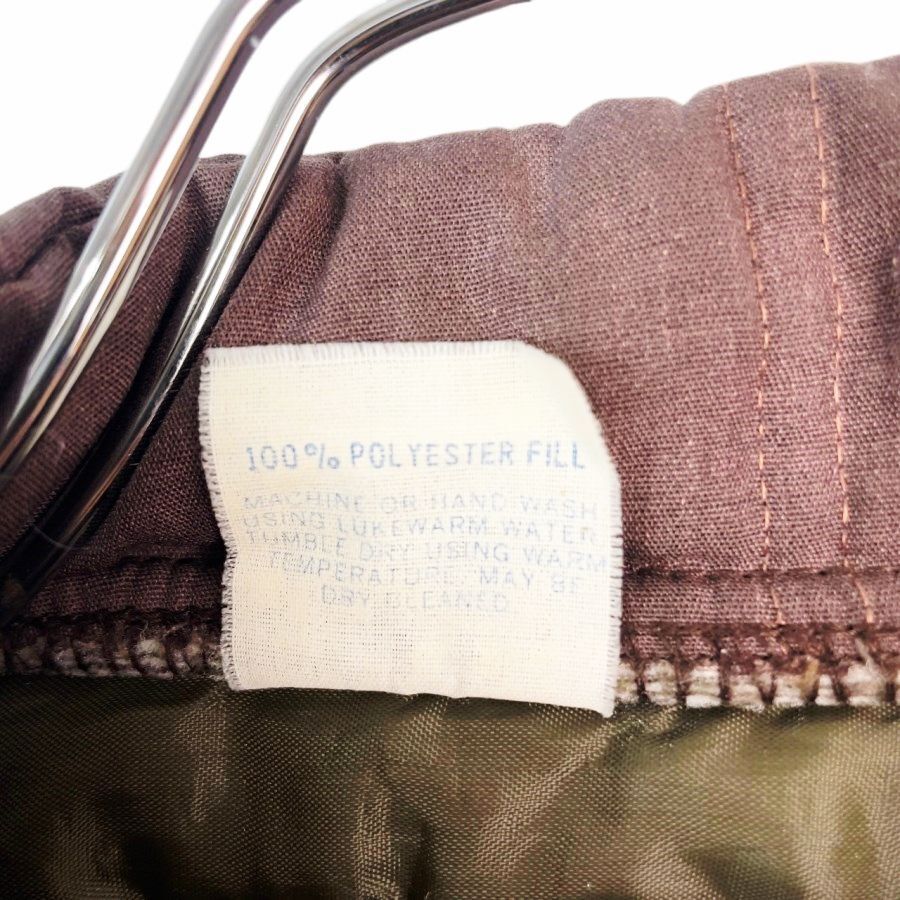 100% POLYESTER FILL
MACHINE OR HAND WASH
USING LUKEWARM WATER
TUMBLE DRY USING WARM
TEMPERATURE. MAY BE
DRY CLEANED